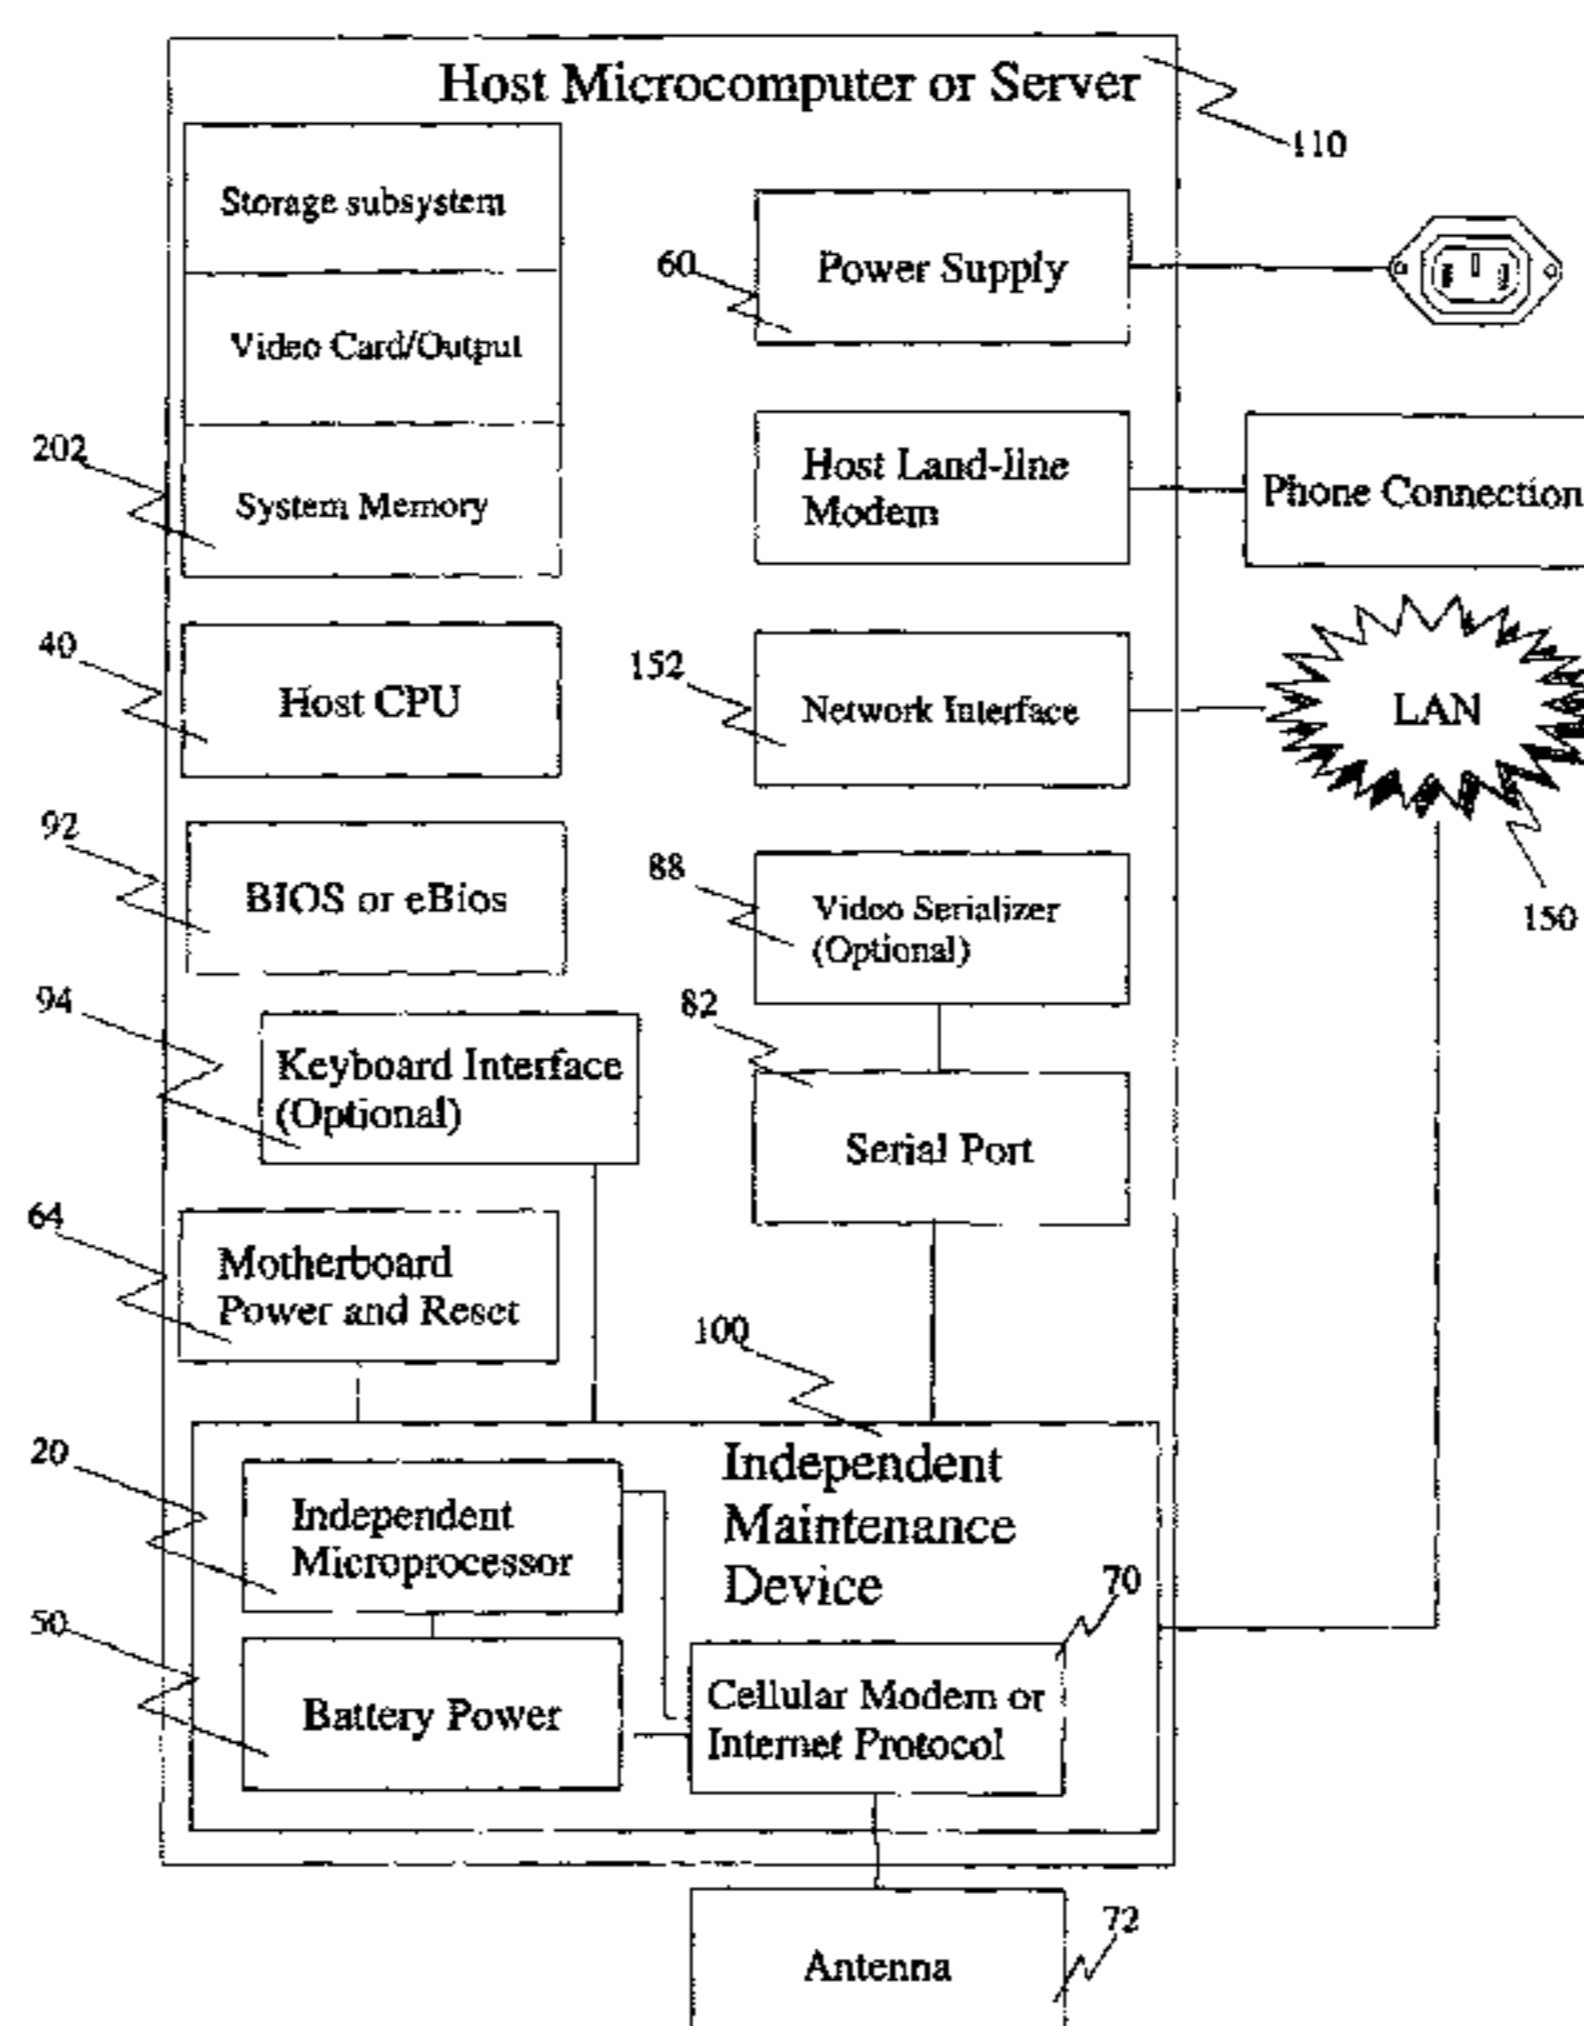 Host Microcomputer or Server
110
Storage subsystem
Video Card/Output
202
System Memory
60
Power Supply
Host Land-line
Modem
Phone Connection
40
Host CPU
152
Network Interface
LAN
150
92
BIOS or eBios
88
Video Serializer
(Optional)
94
Keyboard Interface
(Optional)
82
Serial Port
64
Motherboard
Power and Reset
100
Independent
Maintenance
Device
20
Independent
Microprocessor
50
Battery Power
70
Cellular Modem or
Internet Protocol
72
Antenna